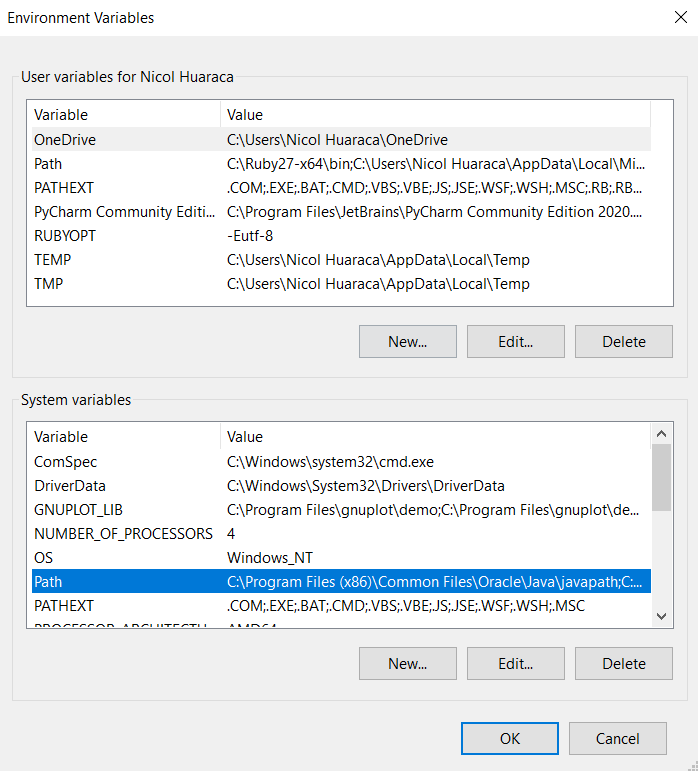 Environment Variables
User variables for Nicol Huaraca
Variable Value
OneDrive C:\Users\Nicol Huaraca\OneDrive
Path C:\Ruby27-x64\bin;C:\Users\Nicol Huaraca\AppData\Local\Mi...
PATHEXT .COM;.EXE;.BAT;.CMD;.VBS;.VBE;.JS;.JSE;.WSF;.WSH;.MSC;.RB;.RB...
PyCharm Community Editi... C:\Program Files\JetBrains\PyCharm Community Edition 2020....
RUBYOPT -Eutf-8
TEMP C:\Users\Nicol Huaraca\AppData\Local\Temp
TMP C:\Users\Nicol Huaraca\AppData\Local\Temp
New... Edit... Delete
System variables
Variable Value
ComSpec C:\Windows\system32\cmd.exe
DriverData C:\Windows\System32\Drivers\DriverData
GNUPLOT_LIB C:\Program Files\gnuplot\demo;C:\Program Files\gnuplot\de...
NUMBER_OF_PROCESSORS 4
OS Windows_NT
Path C:\Program Files (x86)\Common Files\Oracle\Java\javapath;C:...
PATHEXT .COM;.EXE;.BAT;.CMD;.VBS;.VBE;.JS;.JSE;.WSF;.WSH;.MSC
New... Edit... Delete
OK Cancel